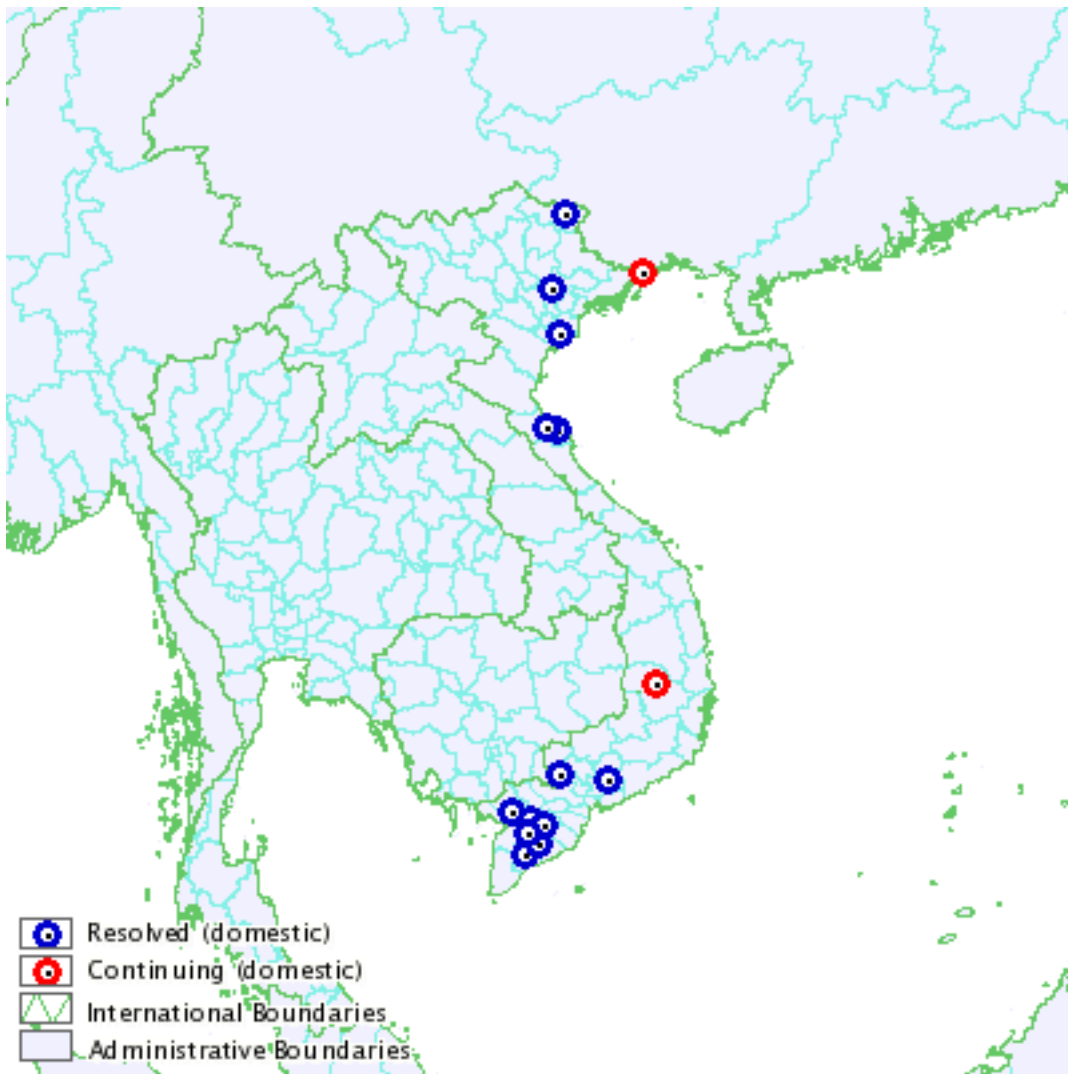 Resolved (domestic)
Continuing (domestic)
International Boundaries
Administrative Boundaries